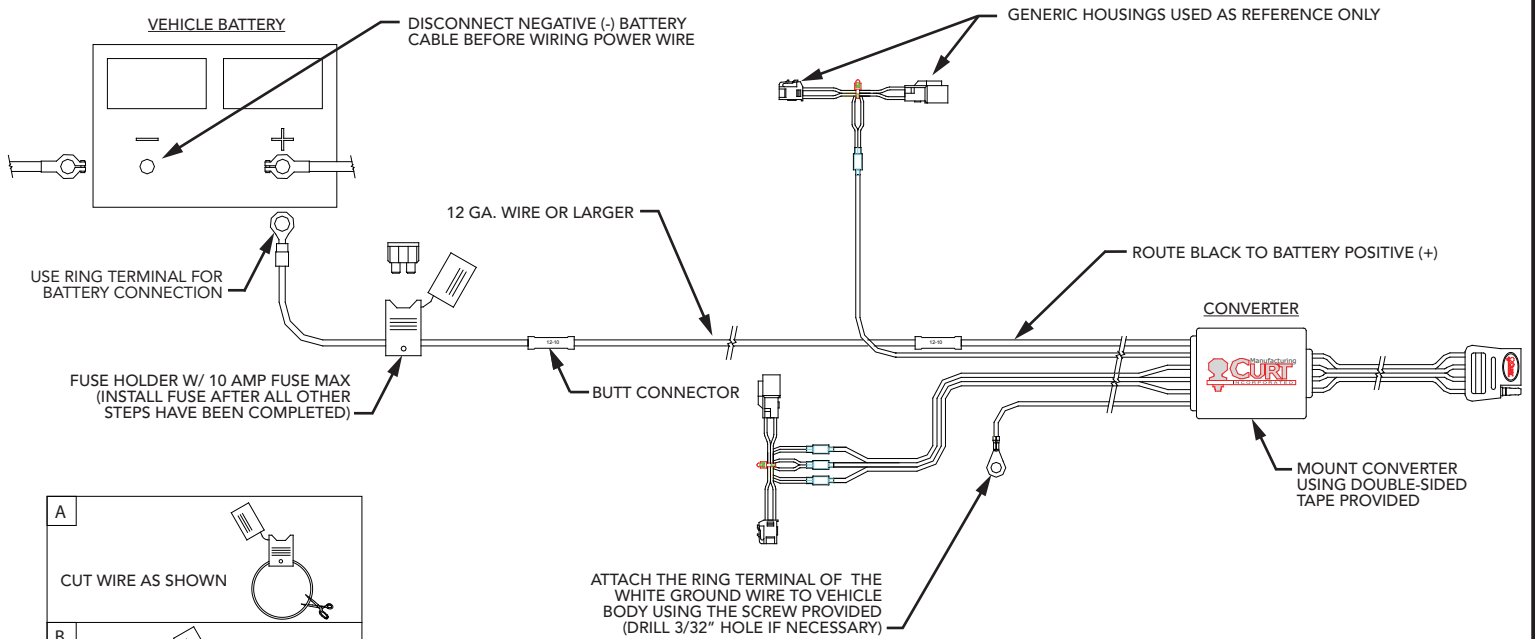 VEHICLE BATTERY
DISCONNECT NEGATIVE (-) BATTERY
CABLE BEFORE WIRING POWER WIRE
GENERIC HOUSINGS USED AS REFERENCE ONLY
12 GA. WIRE OR LARGER
USE RING TERMINAL FOR
BATTERY CONNECTION
ROUTE BLACK TO BATTERY POSITIVE (+)
CONVERTER
12-10
12-10
Manufacturing
CURT
INCORPORATED
FUSE HOLDER W/ 10 AMP FUSE MAX
(INSTALL FUSE AFTER ALL OTHER
STEPS HAVE BEEN COMPLETED)
BUTT CONNECTOR
MOUNT CONVERTER
USING DOUBLE-SIDED
TAPE PROVIDED
A
CUT WIRE AS SHOWN
ATTACH THE RING TERMINAL OF THE
WHITE GROUND WIRE TO VEHICLE
BODY USING THE SCREW PROVIDED
(DRILL 3/32" HOLE IF NECESSARY)
B